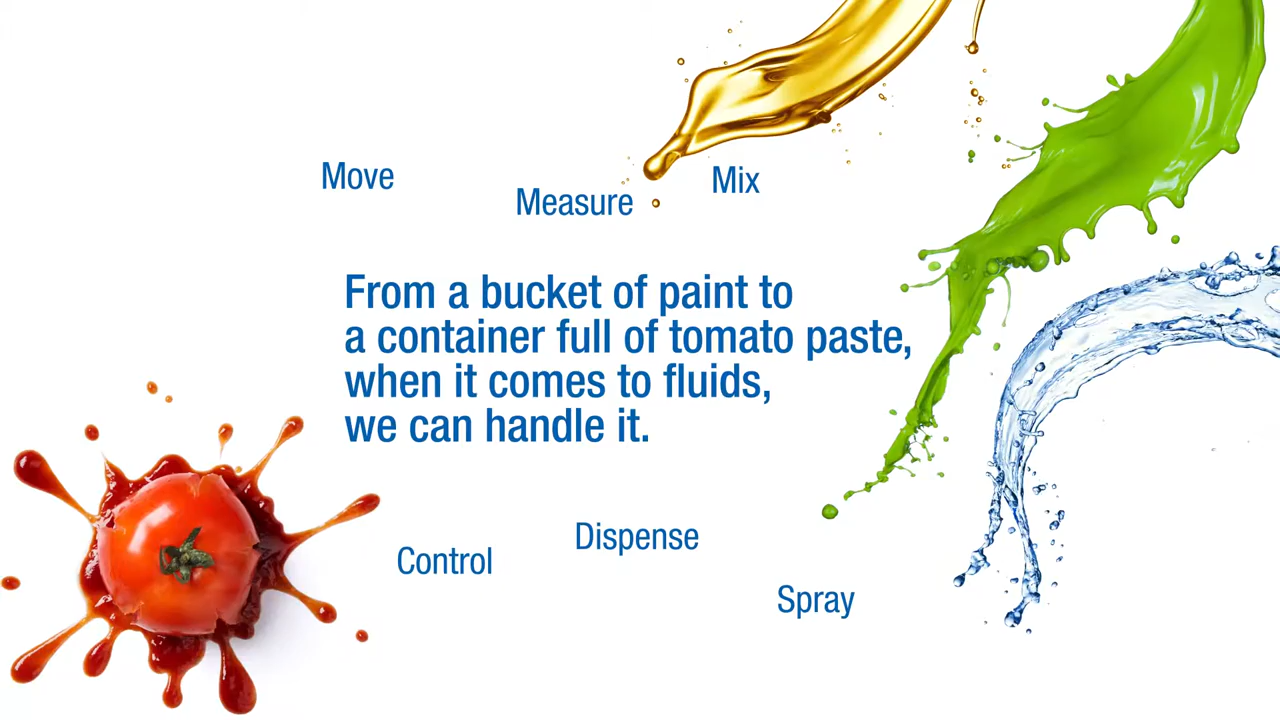 Move
Measure
Mix
From a bucket of paint to
a container full of tomato paste,
when it comes to fluids,
we can handle it.
Control
Dispense
Spray